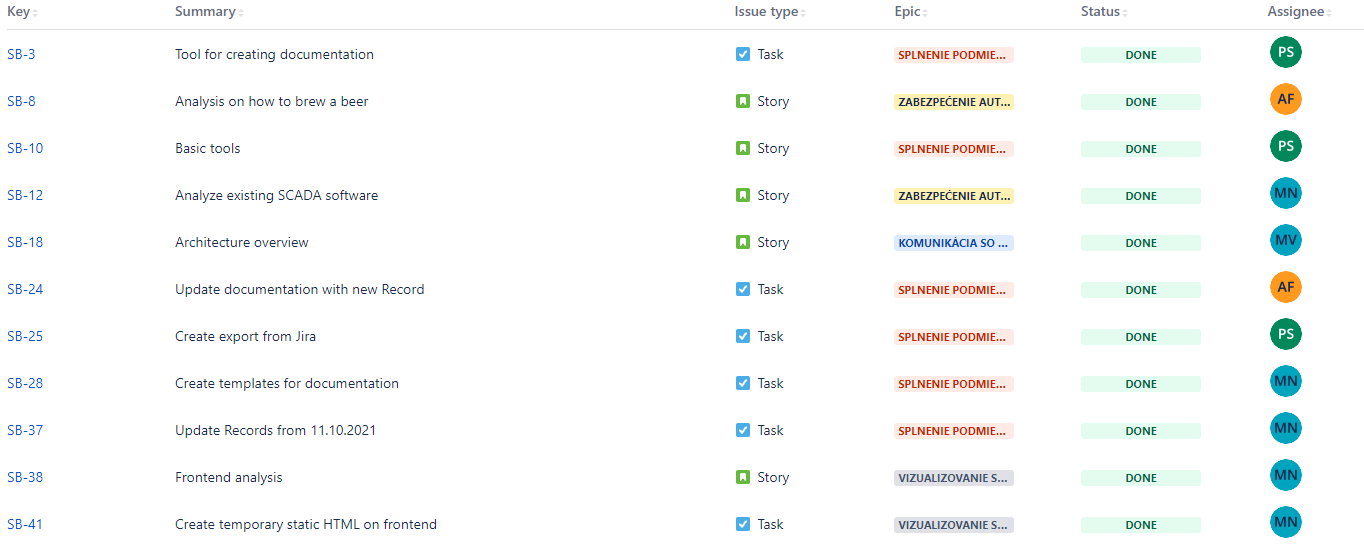 Key Summary Issue type Epic Status Assignee
SB-3 Tool for creating documentation Task SPLNENIE PODMIE... DONE PS
SB-8 Analysis on how to brew a beer Story ZABEZPEČENIE AUT... DONE AF
SB-10 Basic tools Story SPLNENIE PODMIE... DONE PS
SB-12 Analyze existing SCADA software Story ZABEZPEČENIE AUT... DONE MN
SB-18 Architecture overview Story KOMUNIKÁCIA SO ... DONE MV
SB-24 Update documentation with new Record Task SPLNENIE PODMIE... DONE AF
SB-25 Create export from Jira Task SPLNENIE PODMIE... DONE PS
SB-28 Create templates for documentation Task SPLNENIE PODMIE... DONE MN
SB-37 Update Records from 11.10.2021 Task SPLNENIE PODMIE... DONE MN
SB-38 Frontend analysis Story VIZUALIZOVANIE S... DONE MN
SB-41 Create temporary static HTML on frontend Task VIZUALIZOVANIE S... DONE MN